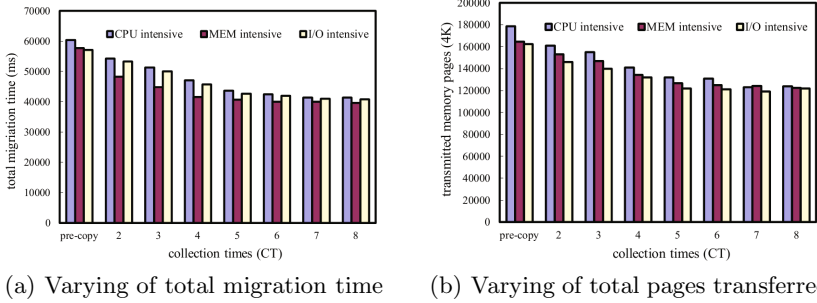 70000
60000
50000
40000
30000
20000
10000
0
total migration time (ms)
CPU intensive MEM intensive I/O intensive
pre-copy 2 3 4 5 6 7 8
collection times (CT)
(a) Varying of total migration time
200000
180000
160000
140000
120000
100000
80000
60000
40000
20000
0
transmitted memory pages (4K)
CPU intensive MEM intensive I/O intensive
pre-copy 2 3 4 5 6 7 8
collection times (CT)
(b) Varying of total pages transferre